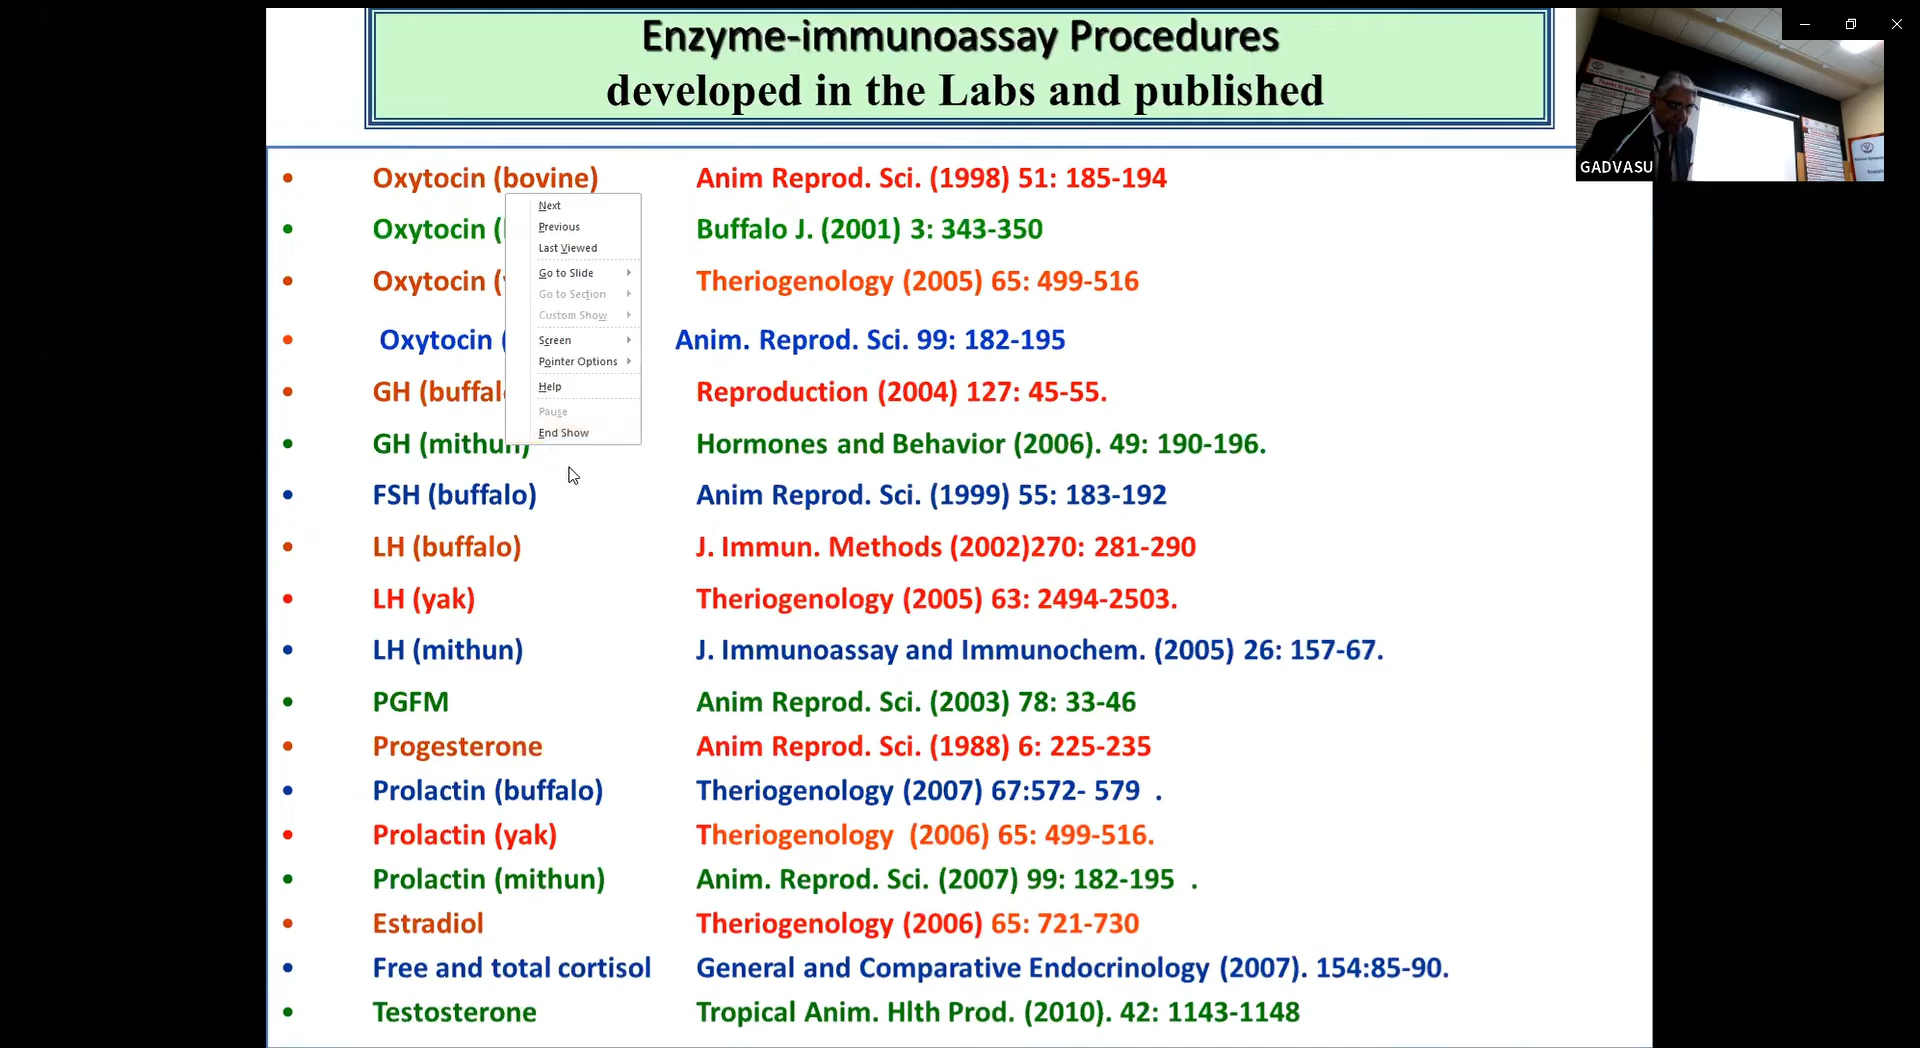 Enzyme-immunoassay Procedures
developed in the Labs and published
GADVASU
• Oxytocin (bovine) Anim Reprod. Sci. (1998) 51: 185-194
• Oxytocin ( Buffalo J. (2001) 3: 343-350
• Oxytocin ( Theriogenology (2005) 65: 499-516
• Oxytocin ( Anim. Reprod. Sci. 99: 182-195
• GH (buffal Reproduction (2004) 127: 45-55.
• GH (mithun) Hormones and Behavior (2006). 49: 190-196.
• FSH (buffalo) Anim Reprod. Sci. (1999) 55: 183-192
• LH (buffalo) J. Immun. Methods (2002)270: 281-290
• LH (yak) Theriogenology (2005) 63: 2494-2503.
• LH (mithun) J. Immunoassay and Immunochem. (2005) 26: 157-67.
• PGFM Anim Reprod. Sci. (2003) 78: 33-46
• Progesterone Anim Reprod. Sci. (1988) 6: 225-235
• Prolactin (buffalo) Theriogenology (2007) 67:572- 579 .
• Prolactin (yak) Theriogenology (2006) 65: 499-516.
• Prolactin (mithun) Anim. Reprod. Sci. (2007) 99: 182-195 .
• Estradiol Theriogenology (2006) 65: 721-730
• Free and total cortisol General and Comparative Endocrinology (2007). 154:85-90.
• Testosterone Tropical Anim. Hlth Prod. (2010). 42: 1143-1148
Next
Previous
Last Viewed
Go to Slide
Go to Section
Custom Show
Screen
Pointer Options
Help
Pause
End Show